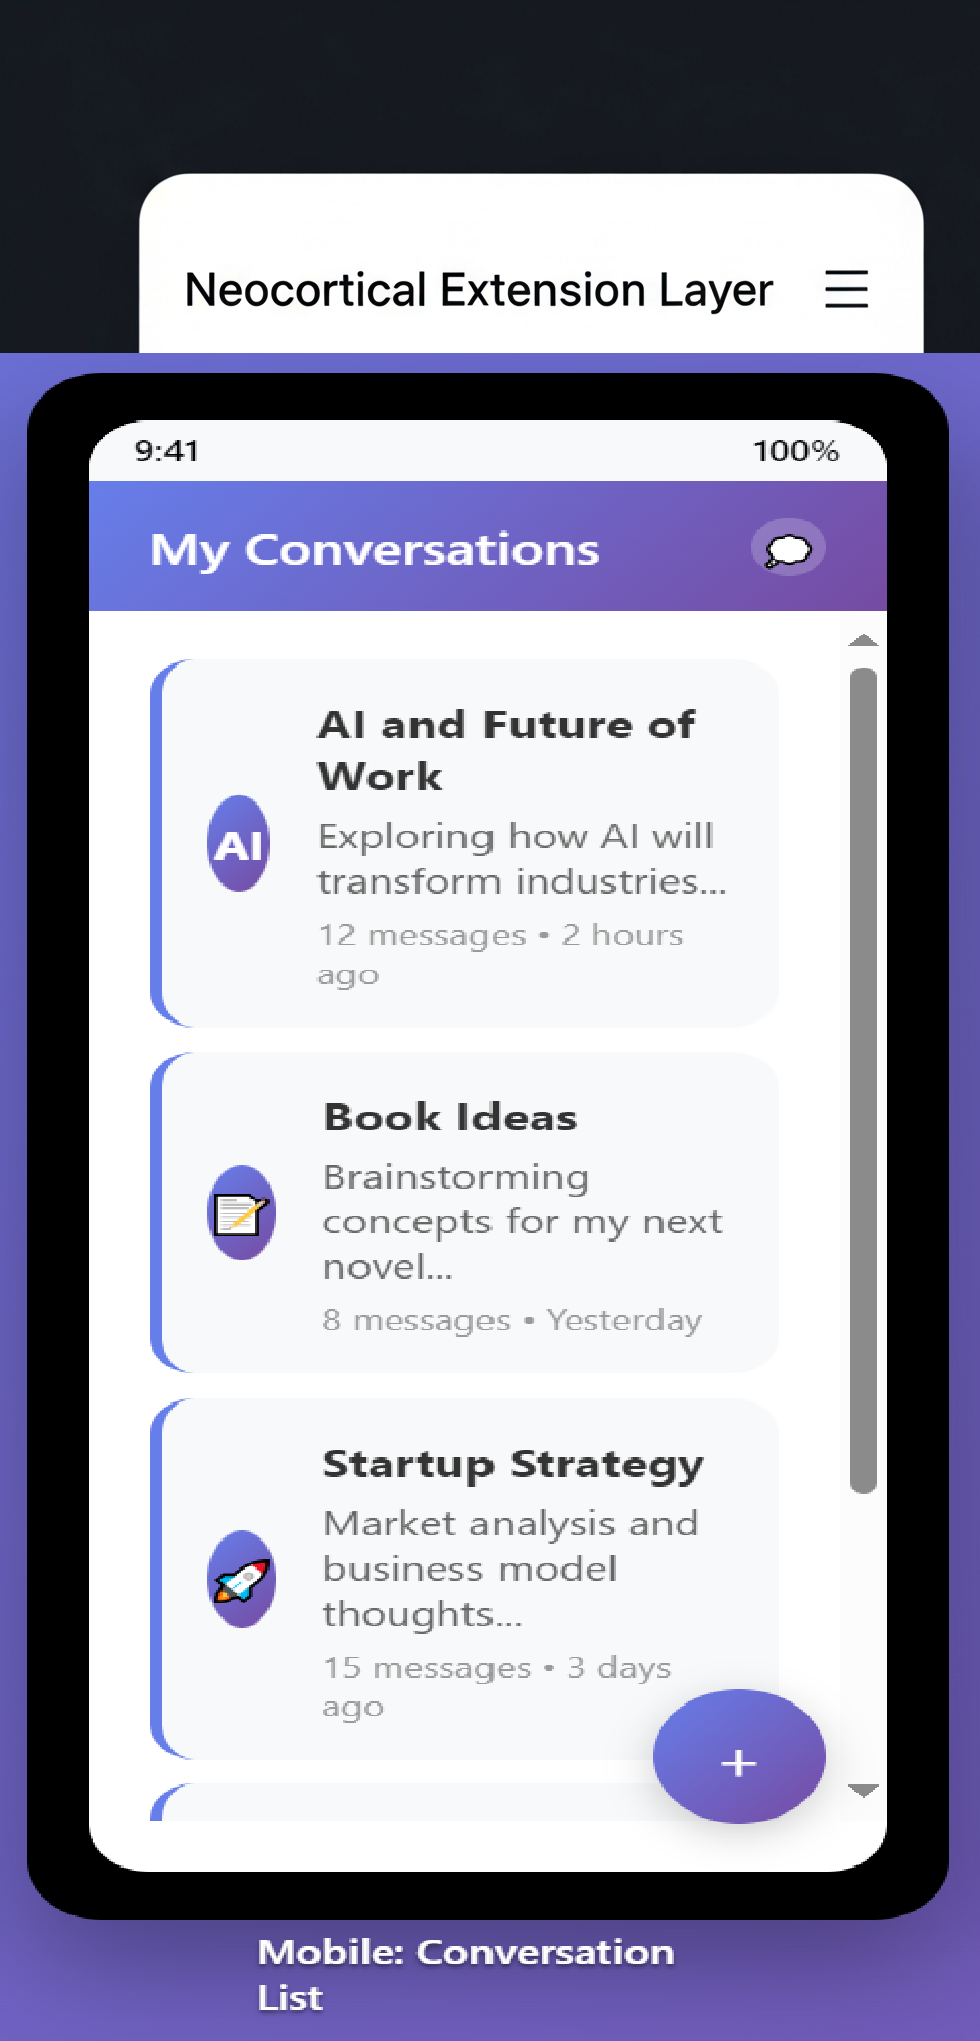 Neocortical Extension Layer
9:41 100%
My Conversations
AI and Future of
Work
AI
Exploring how AI will
transform industries...
12 messages • 2 hours
ago
Book Ideas
Brainstorming
concepts for my next
novel...
8 messages • Yesterday
Startup Strategy
Market analysis and
business model
thoughts...
15 messages • 3 days
ago
+
Mobile: Conversation
List